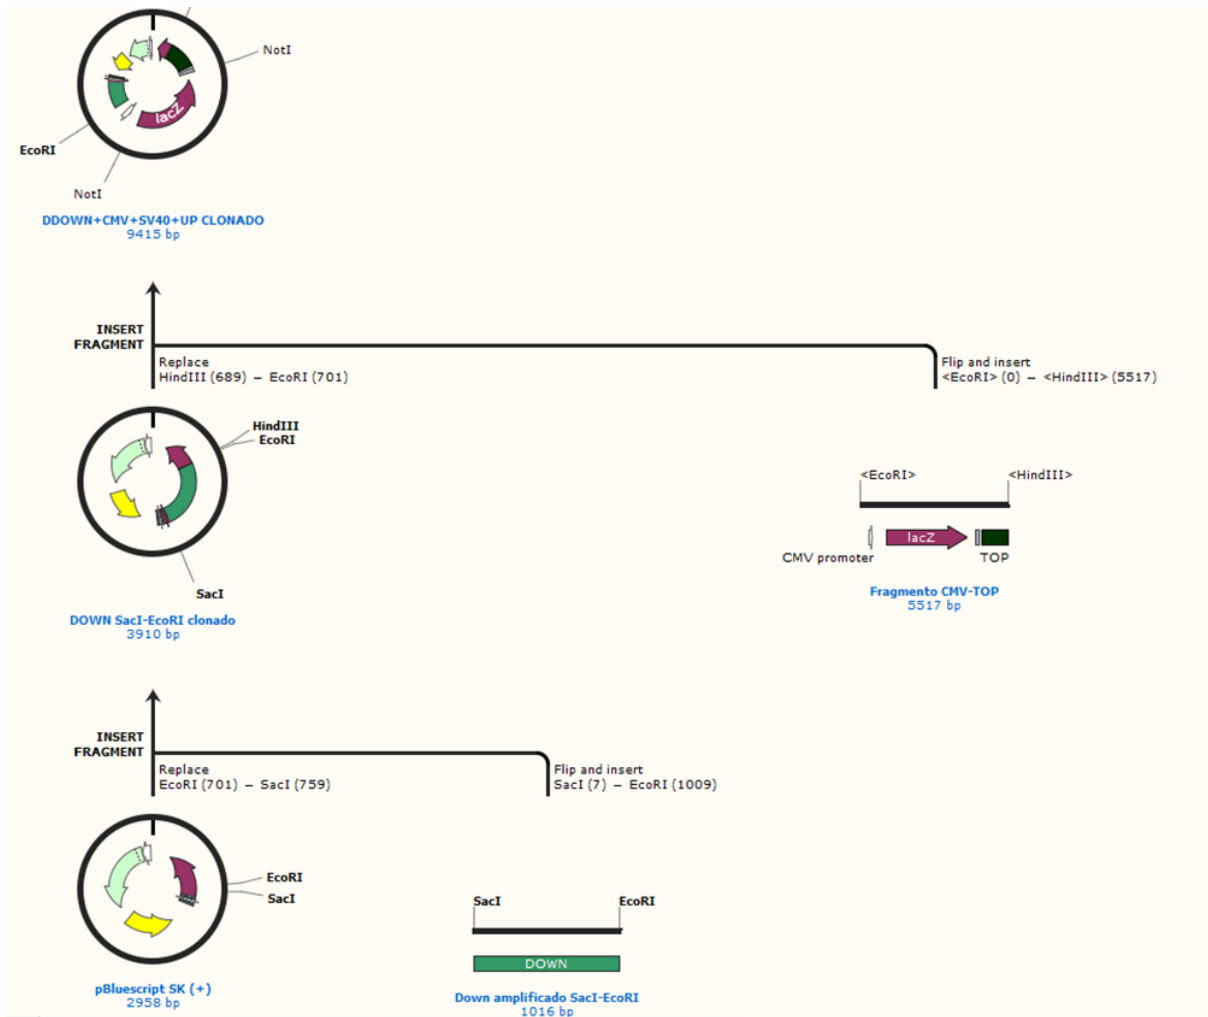 NotI
lacZ
EcoRI
NotI
DDOWN+CMV+SV40+UP CLONADO
9415 bp
INSERT
FRAGMENT
Replace
HindIII (689) – EcoRI (701)
Flip and insert
<EcoRI> (0) – <HindIII> (5517)
HindIII
EcoRI
SacI
DOWN SacI-EcoRI clonado
3910 bp
<EcoRI>
<HindIII>
lacZ
CMV promoter
TOP
Fragmento CMV-TOP
5517 bp
INSERT
FRAGMENT
Replace
EcoRI (701) – SacI (759)
Flip and insert
SacI (7) – EcoRI (1009)
EcoRI
SacI
pBluescript SK (+)
2958 bp
SacI
EcoRI
DOWN
Down amplificado SacI-EcoRI
1016 bp